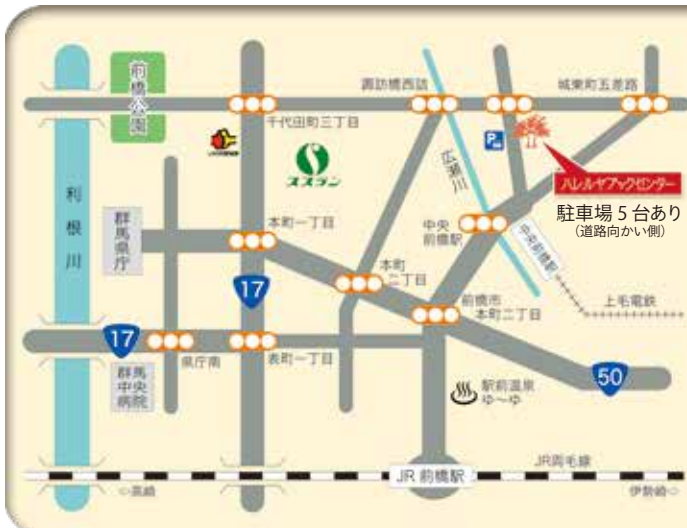 前橋公園
諏訪橋西詰
城東町五差路
千代田町三丁目
P
スズラン
広瀬川
ハレルヤブックセンター
駐車場5台あり
(道路向かい側)
利根川
群馬県庁
本町一丁目
中央
前橋駅
中央前橋駅
本町
二丁目
17
前橋市
本町二丁目
上毛電鉄
17
県庁南
表町一丁目
群馬
中央
病院
駅前温泉
ゆ～ゆ
50
JR前橋駅
JR両毛線
⇦高崎
伊勢崎⇨